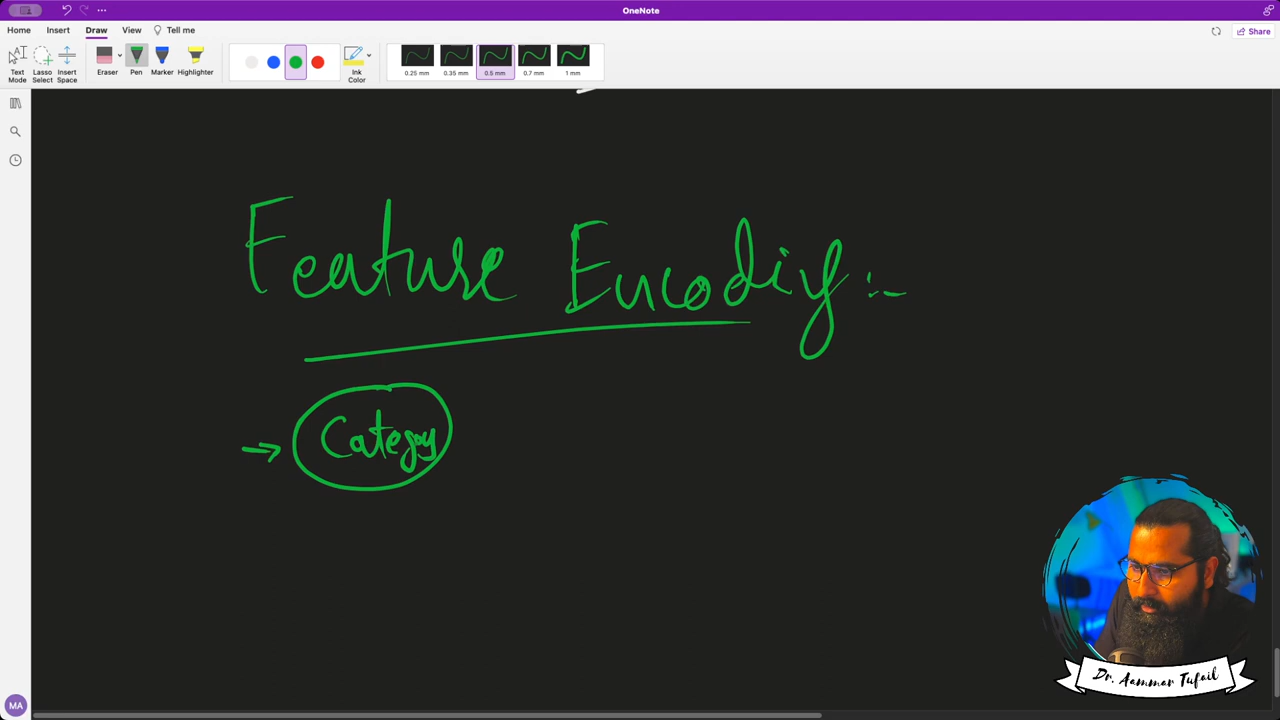 OneNote
Home Insert Draw View Tell me
Share
Text Mode
Lasso Select
Insert Space
Eraser
Pen
Marker
Highlighter
Ink Color
0.25 mm
0.35 mm
0.5 mm
0.7 mm
1 mm
Feature Encoding :-
→ Category
MA
Dr. Aammar Tufail